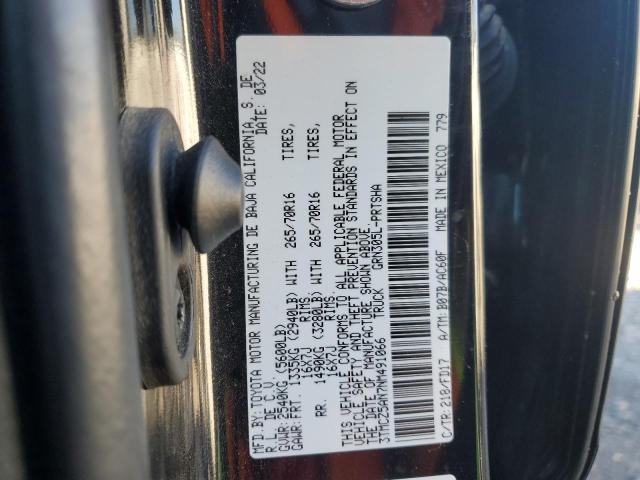 MFD.BY:TOYOTA MOTOR MANUFACTURING DE BAJA CALIFORNIA, S. DE
R.L. DE C.V. DATE: 03/22
GVWR: 2540KG (5600LB)
GAWR: FRT. 1335KG (2940LB) WITH 265/70R16 TIRES,
16X7J RIMS
RR. 1490KG (3280LB) WITH 265/70R16 TIRES,
16X7J RIMS
THIS VEHICLE CONFORMS TO ALL APPLICABLE FEDERAL MOTOR
VEHICLE SAFETY AND THEFT PREVENTION STANDARDS IN EFFECT ON
THE DATE OF MANUFACTURE SHOWN ABOVE
3TMCZ5AN7NM491066 TRUCK GRN305L-PRTSHA
C/TR: 218/FD17 A/TM: B07B/AC60F MADE IN MEXICO 779